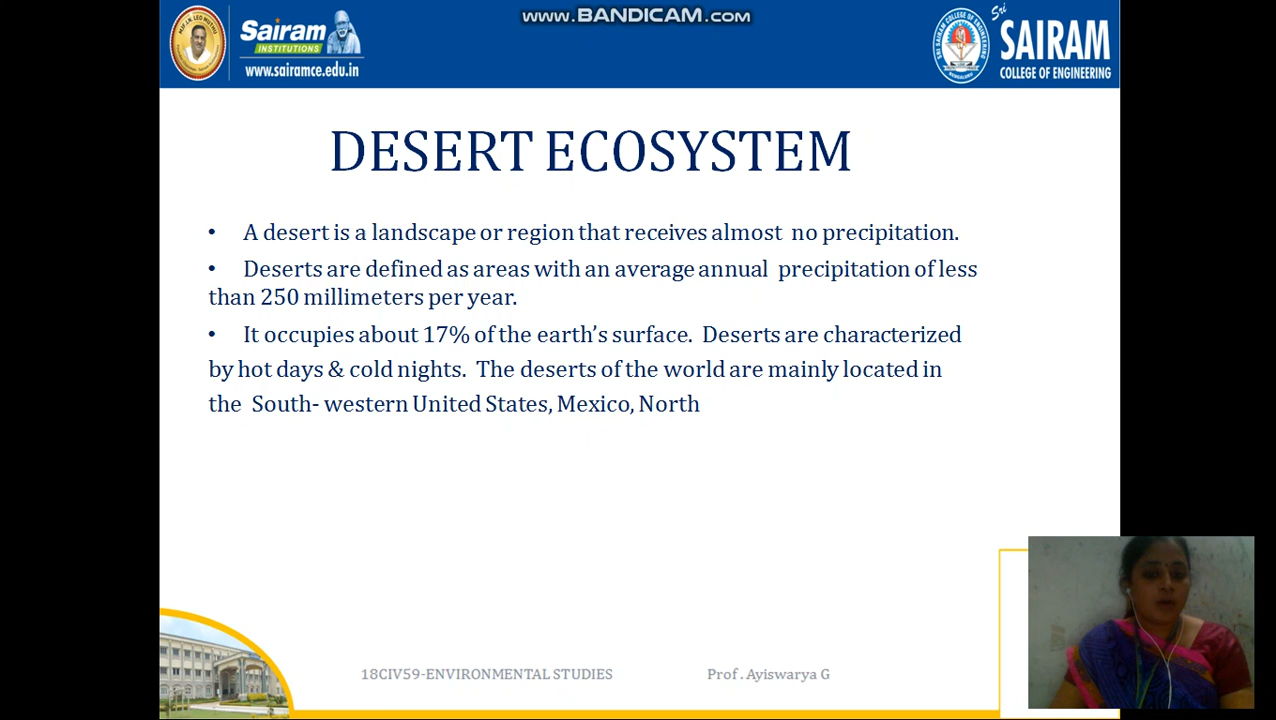 www.BANDICAM.com
Sairam
INSTITUTIONS
www.sairamce.edu.in
Sri
SAIRAM
COLLEGE OF ENGINEERING
DESERT ECOSYSTEM
• A desert is a landscape or region that receives almost no precipitation.
• Deserts are defined as areas with an average annual precipitation of less
than 250 millimeters per year.
• It occupies about 17% of the earth’s surface. Deserts are characterized
by hot days & cold nights. The deserts of the world are mainly located in
the South- western United States, Mexico, North
18CIV59-ENVIRONMENTAL STUDIES Prof . Ayiswarya G